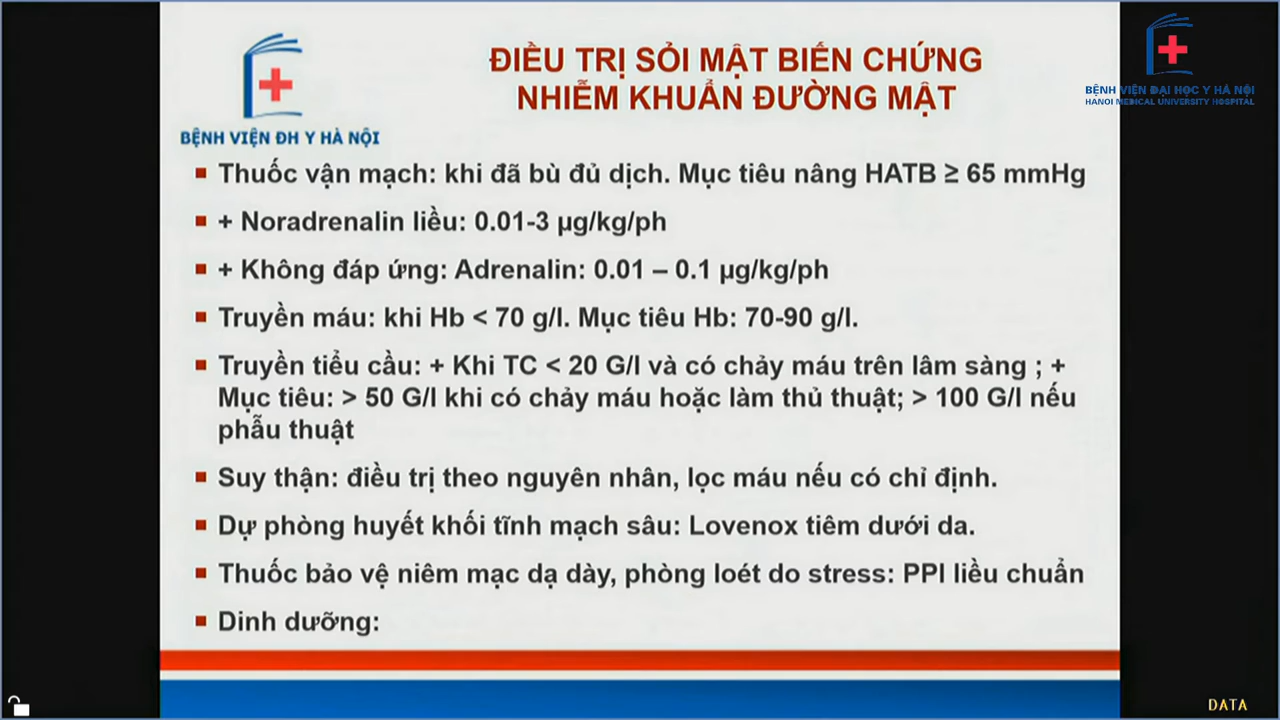 ĐIỀU TRỊ SỎI MẬT BIẾN CHỨNG
NHIỄM KHUẨN ĐƯỜNG MẬT
BỆNH VIỆN ĐH Y HÀ NỘI
BỆNH VIỆN ĐẠI HỌC Y HÀ NỘI
HANOI MEDICAL UNIVERSITY HOSPITAL
Thuốc vận mạch: khi đã bù đủ dịch. Mục tiêu nâng HATB ≥ 65 mmHg
+ Noradrenalin liều: 0.01-3 µg/kg/ph
+ Không đáp ứng: Adrenalin: 0.01 – 0.1 µg/kg/ph
Truyền máu: khi Hb < 70 g/l. Mục tiêu Hb: 70-90 g/l.
Truyền tiểu cầu: + Khi TC < 20 G/l và có chảy máu trên lâm sàng ; +
Mục tiêu: > 50 G/l khi có chảy máu hoặc làm thủ thuật; > 100 G/l nếu
phẫu thuật
Suy thận: điều trị theo nguyên nhân, lọc máu nếu có chỉ định.
Dự phòng huyết khối tĩnh mạch sâu: Lovenox tiêm dưới da.
Thuốc bảo vệ niêm mạc dạ dày, phòng loét do stress: PPI liều chuẩn
Dinh dưỡng:
DATA